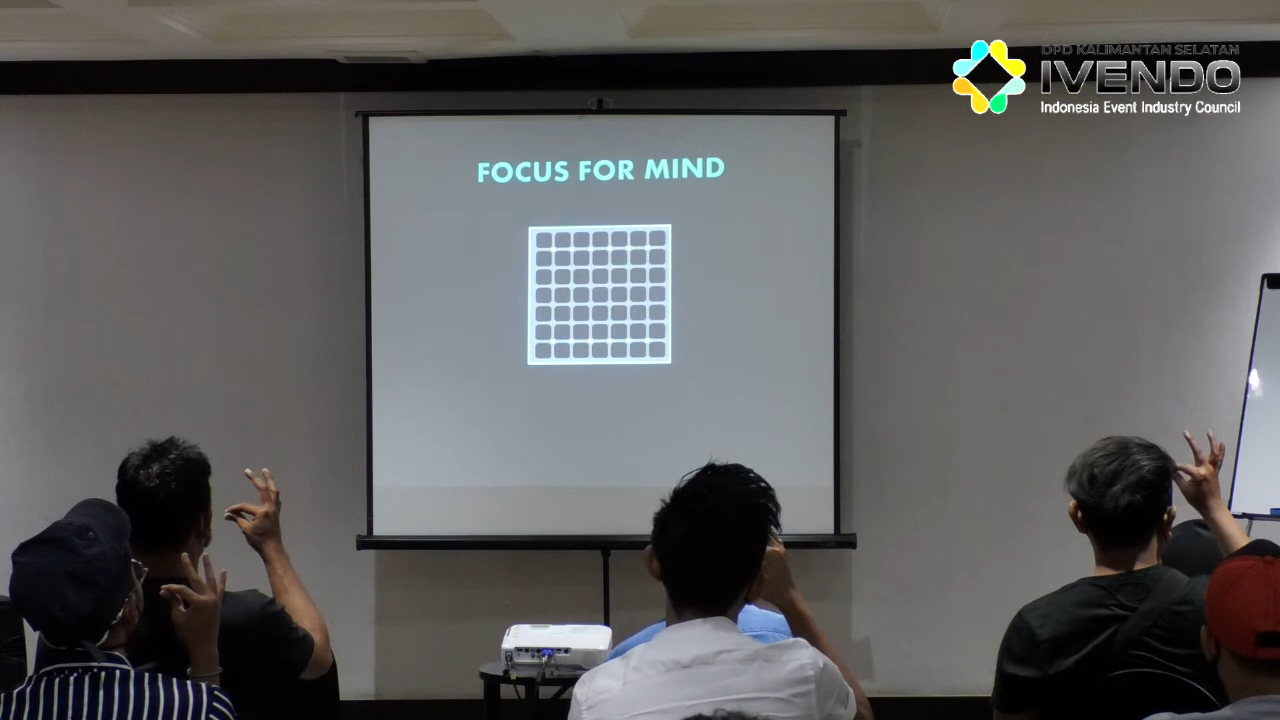 DPD KALIMANTAN SELATAN
IVENDO
Indonesia Event Industry Council
FOCUS FOR MIND